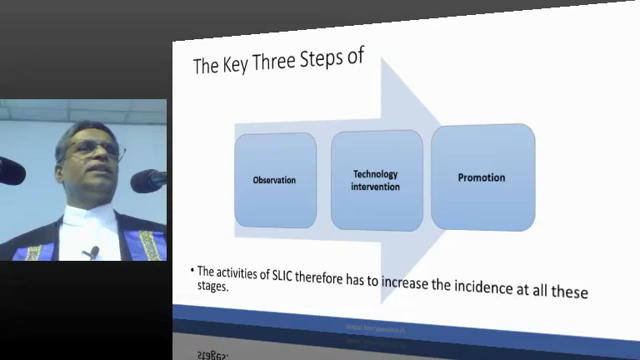 The Key Three Steps of
Observation
Technology
intervention
Promotion
• The activities of SLIC therefore has to increase the incidence at all these
stages.